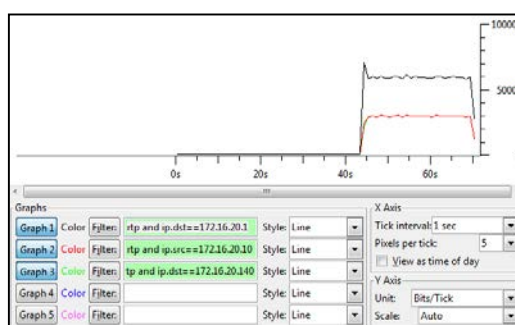 10000
5000
0
0s 20s 40s 60s
Graphs
Graph 1 Color Filter: rtp and ip.dst==172.16.20.1 Style: Line
Graph 2 Color Filter: rtp and ip.src==172.16.20.10 Style: Line
Graph 3 Color Filter: tp and ip.dst==172.16.20.140 Style: Line
Graph 4 Color Filter: Style: Line
Graph 5 Color Filter: Style: Line
X Axis
Tick interval: 1 sec
Pixels per tick: 5
View as time of day
Y Axis
Unit: Bits/Tick
Scale: Auto